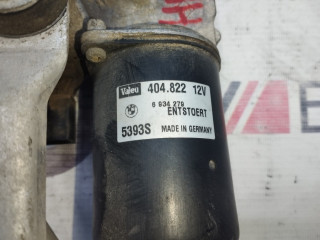 Valeo 404.822 12V
6 934 279
ENTSTOERT
5393S MADE IN GERMANY